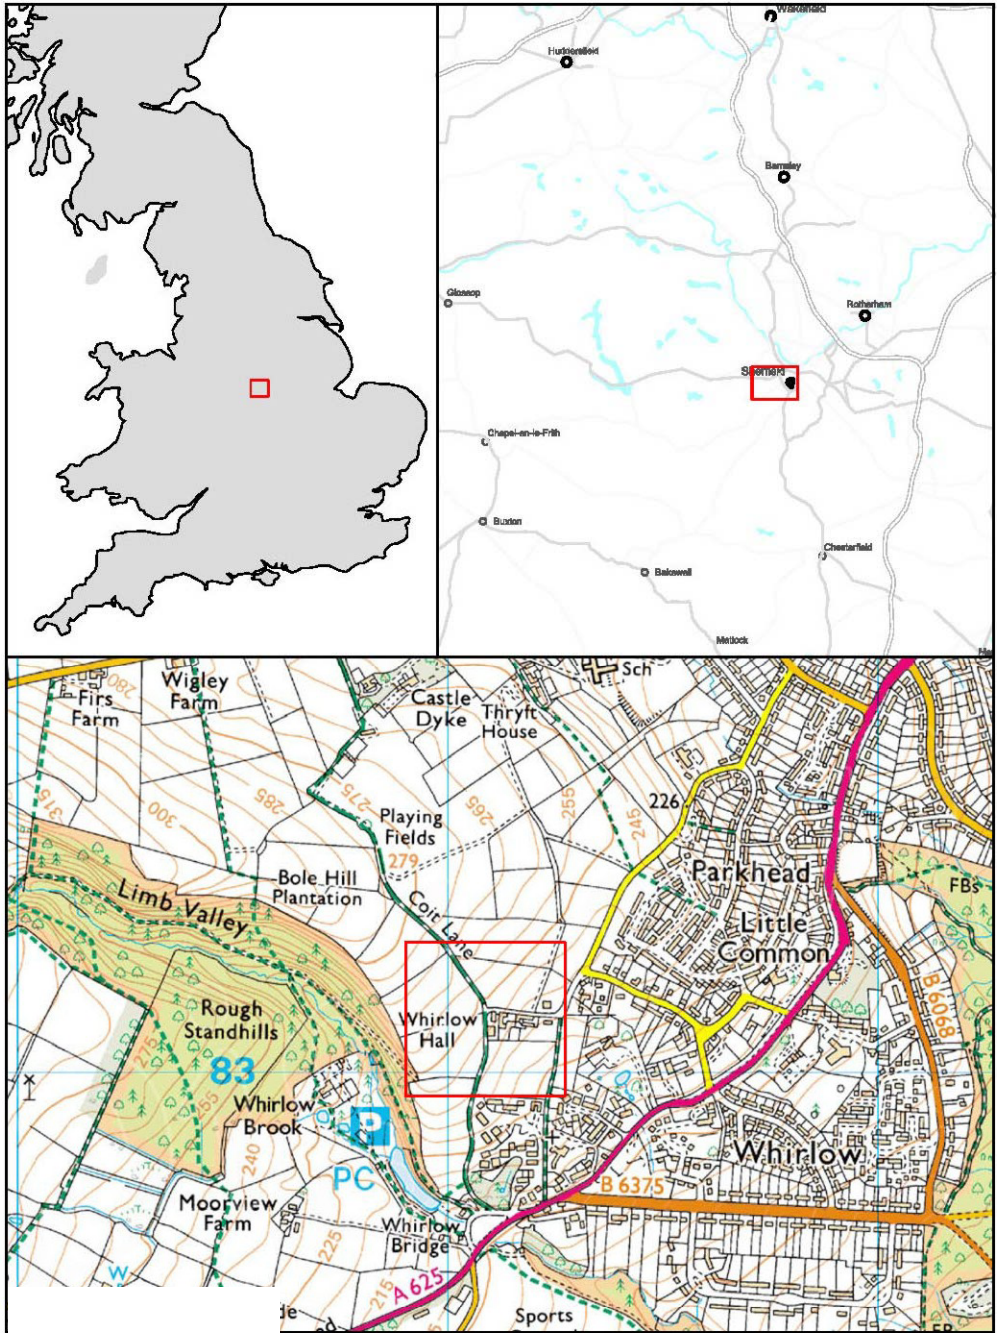 Wakefield
Huddersfield
Barnsley
Glossop
Rotherham
Sheffield
Chapel-en-le-Frith
Buxton
Chesterfield
Bakewell
Matlock
Firs
Farm
280
Wigley
Farm
Castle
Dyke
Thryft
House
Sch
315
300
285
275
265
255
245
226
Playing
Fields
279
Bole Hill
Plantation
Coit Lane
Limb Valley
Parkhead
Little
Common
FBs
B 6068
Rough
Standhills
275
255
83
Whirlow
Hall
Whirlow
Brook
P
PC
240
Moorview
Farm
225
215
Whirlow
Bridge
Whirlow
B 6375
A 625
W
Sports